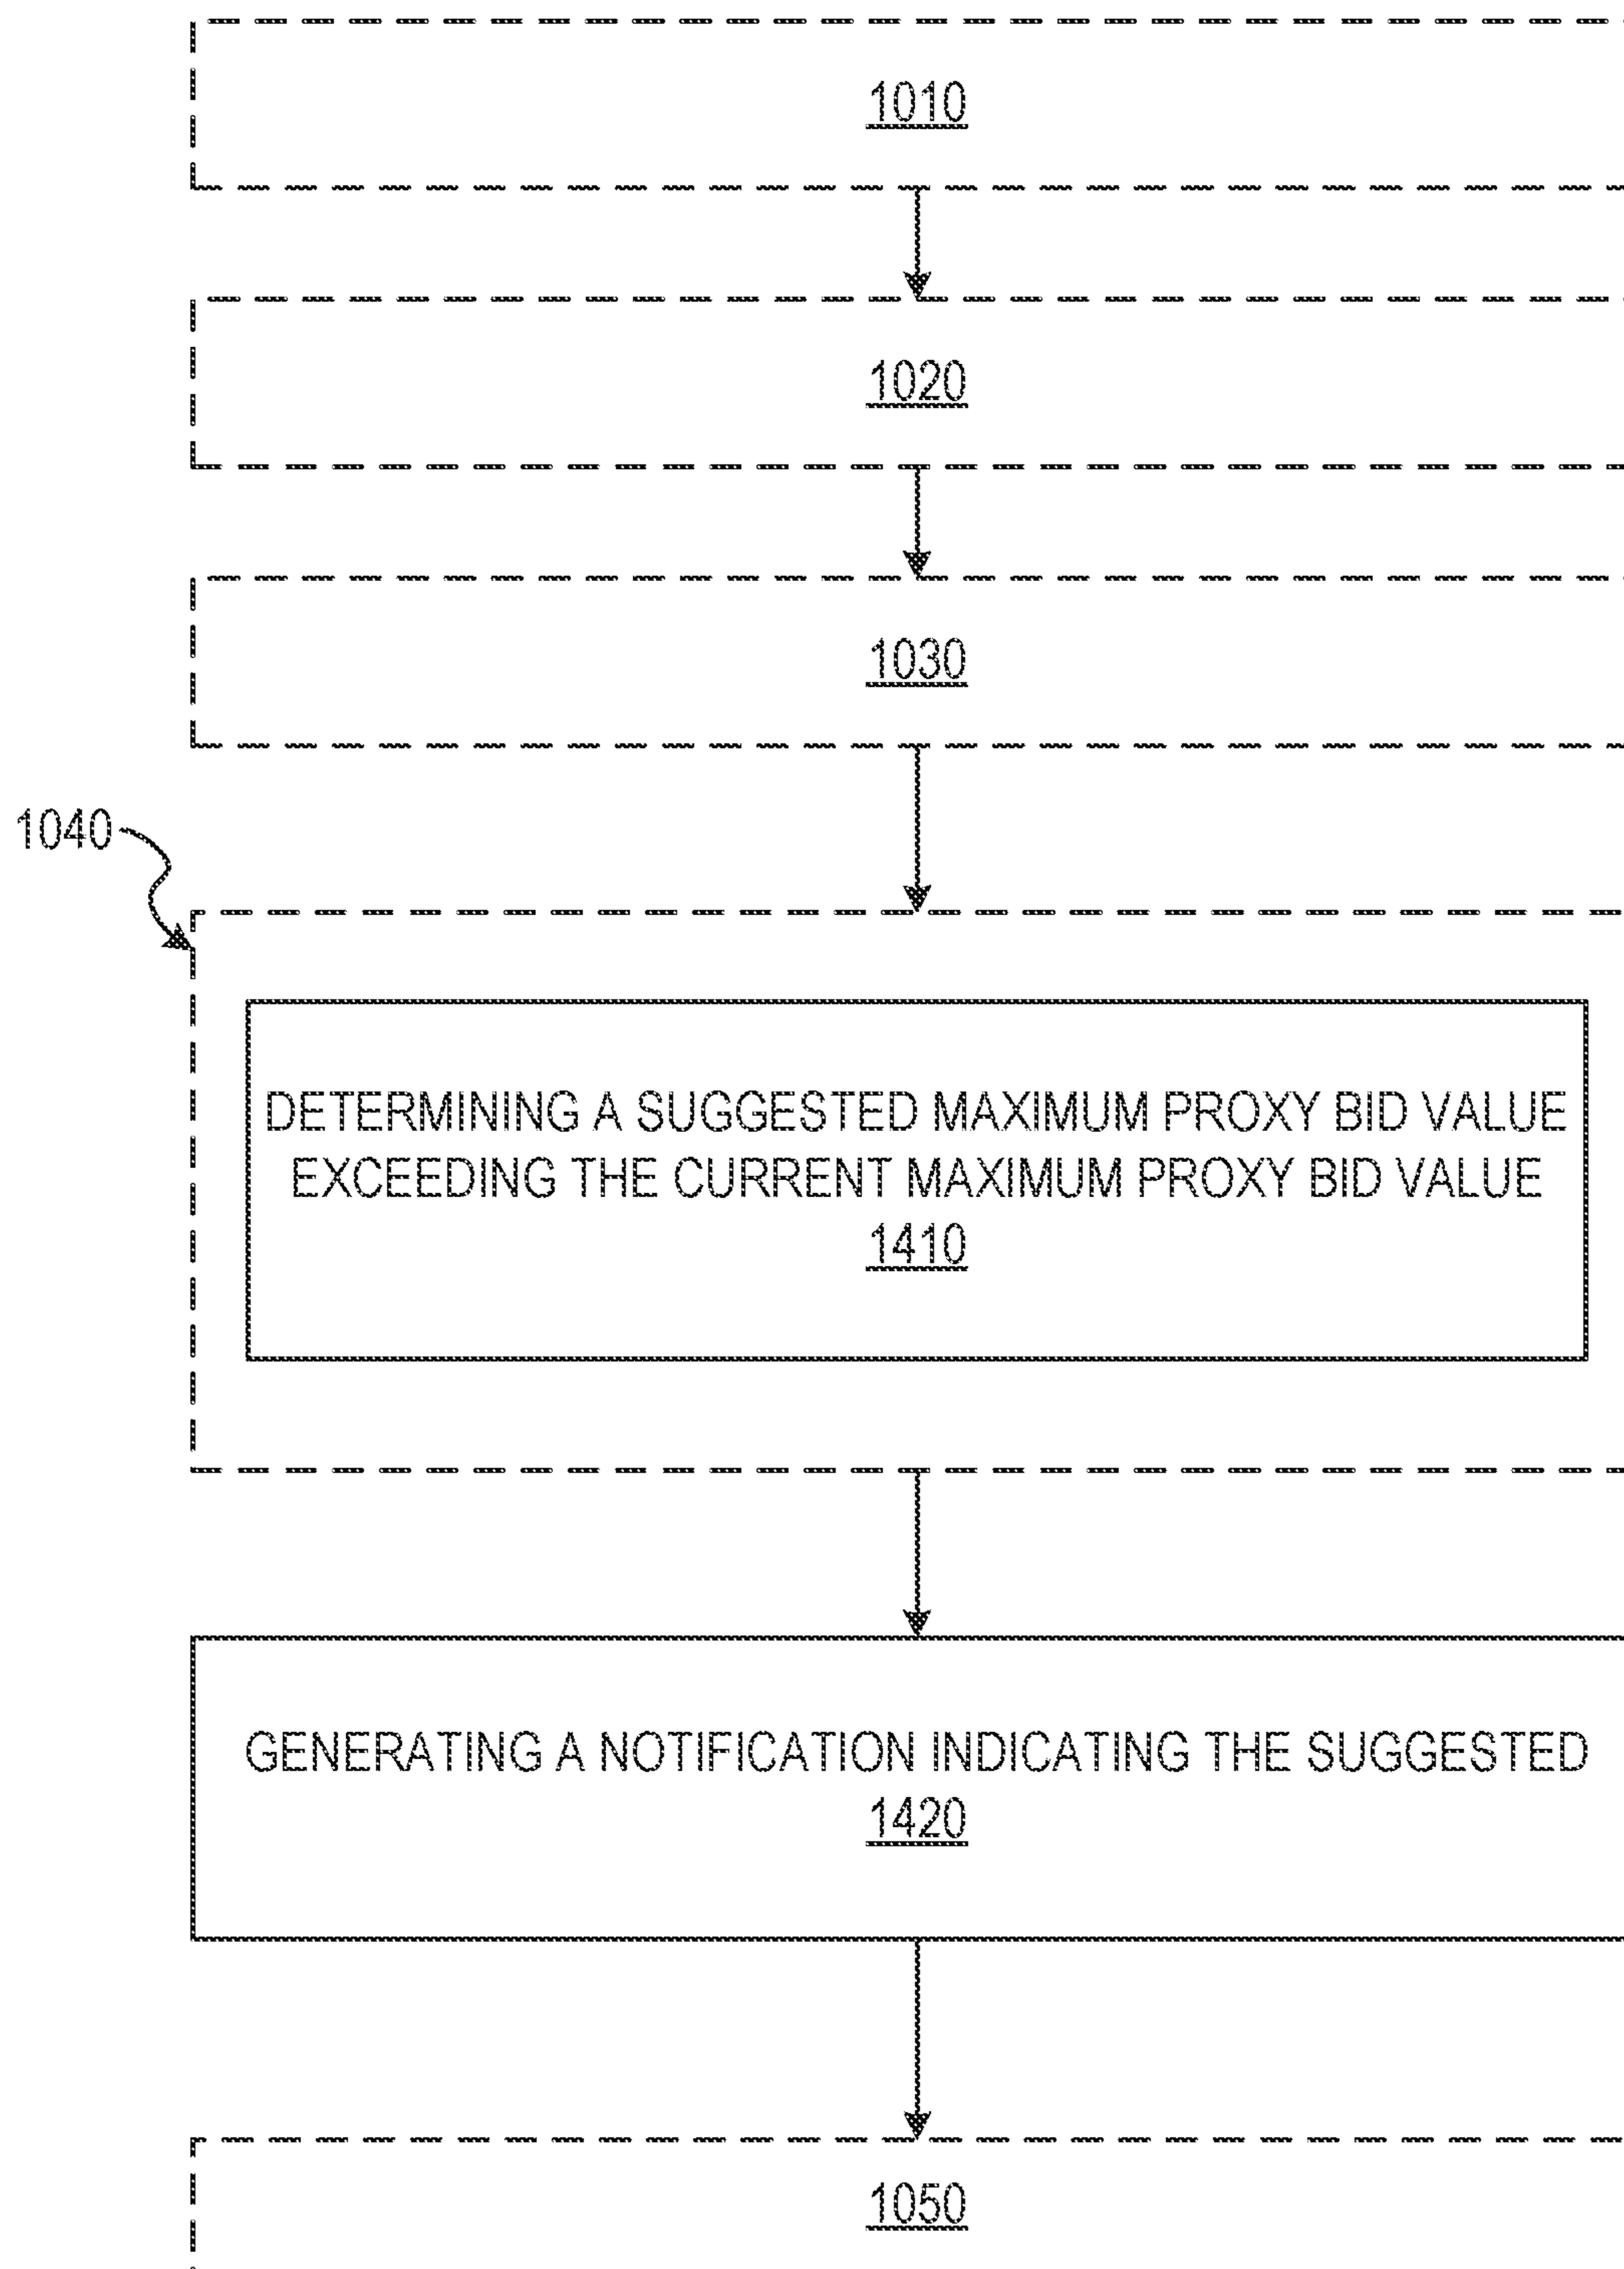 1010
1020
1030
1040
DETERMINING A SUGGESTED MAXIMUM PROXY BID VALUE
EXCEEDING THE CURRENT MAXIMUM PROXY BID VALUE
1410
GENERATING A NOTIFICATION INDICATING THE SUGGESTED
1420
1050